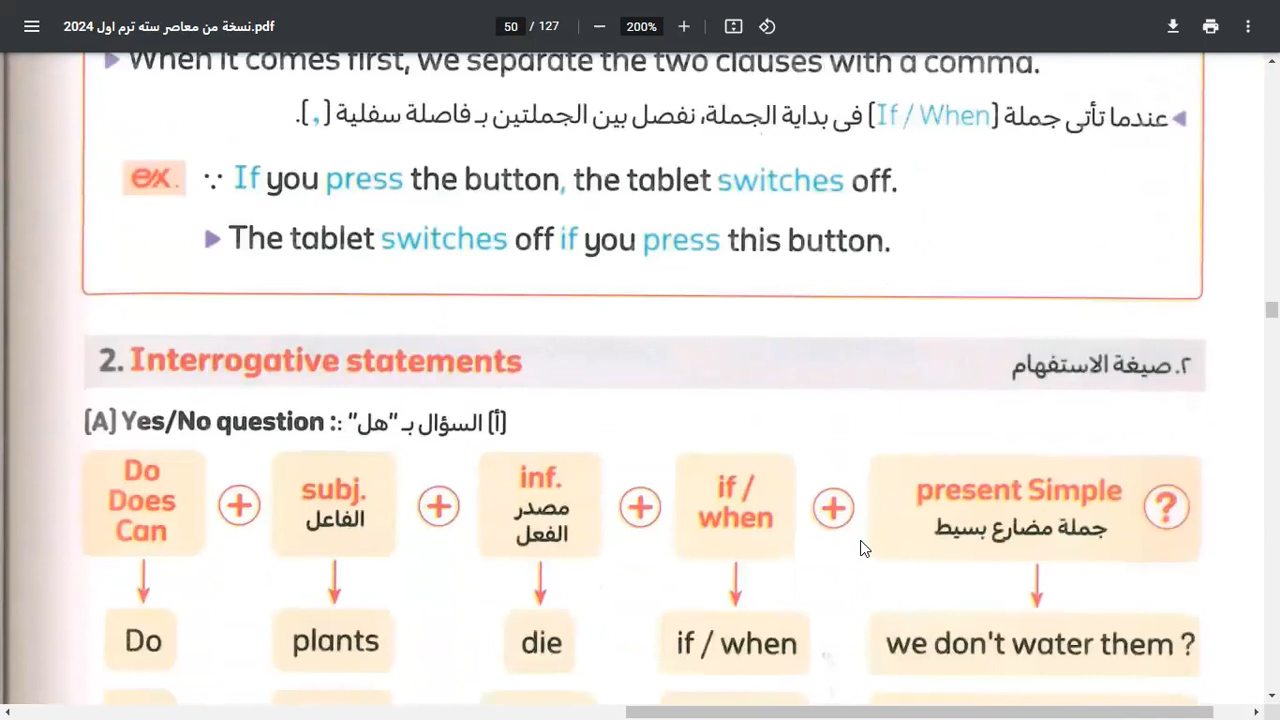 نسخة من معاصر سته ترم اول 2024.pdf
50 / 127
200%
When it comes first, we separate the two clauses with a comma.
عندما تأتى جملة [If / When] فى بداية الجملة، نفصل بين الجملتين بـ فاصلة سفلية [,].
ex. ∵ If you press the button, the tablet switches off.
The tablet switches off if you press this button.
2. Interrogative statements
٢. صيغة الاستفهام
[A] Yes/No question :
[أ] السؤال بـ "هل" :
Do
Does
Can
+
subj.
الفاعل
+
inf.
مصدر
الفعل
+
if /
when
+
present Simple
جملة مضارع بسيط
?
Do
plants
die
if / when
we don't water them ?